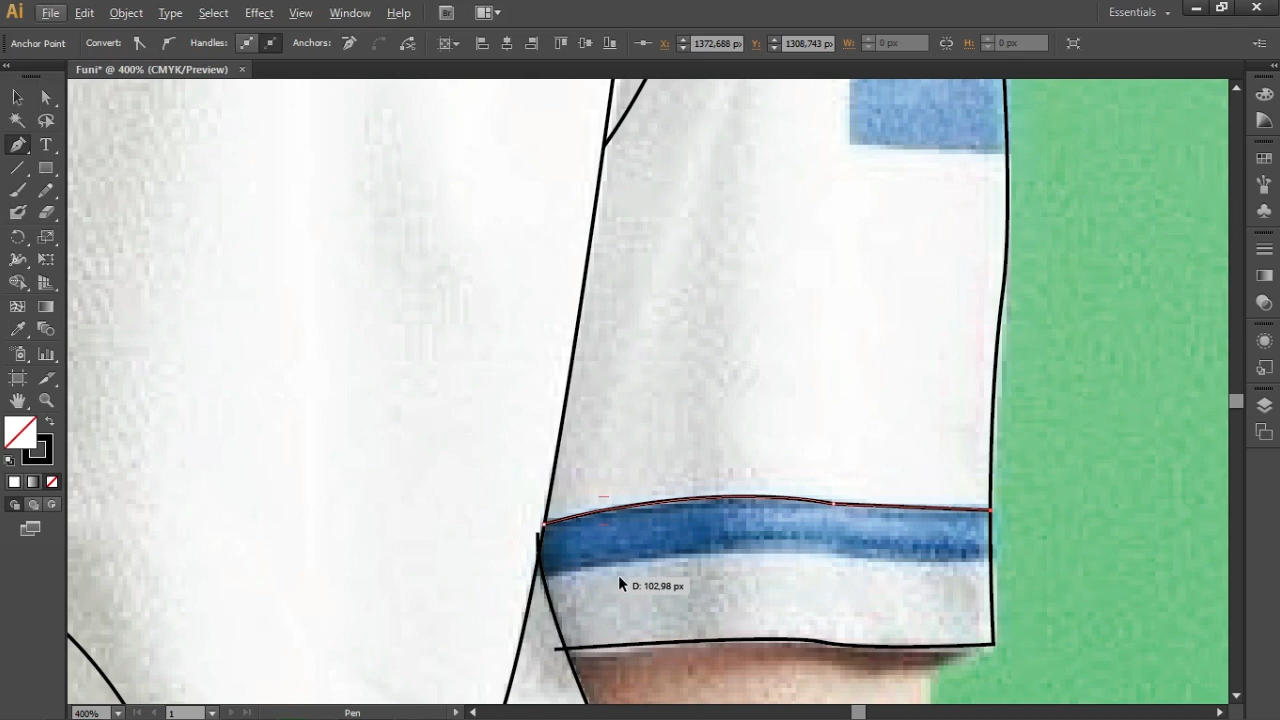 Ai File Edit Object Type Select Effect View Window Help Br Essentials
Anchor Point Convert: Handles: Anchors: X: 1372,688 px Y: 1308,743 px W: 0 px H: 0 px
Funi* @ 400% (CMYK/Preview) ×
T
D: 102,98 px
400% 1 Pen